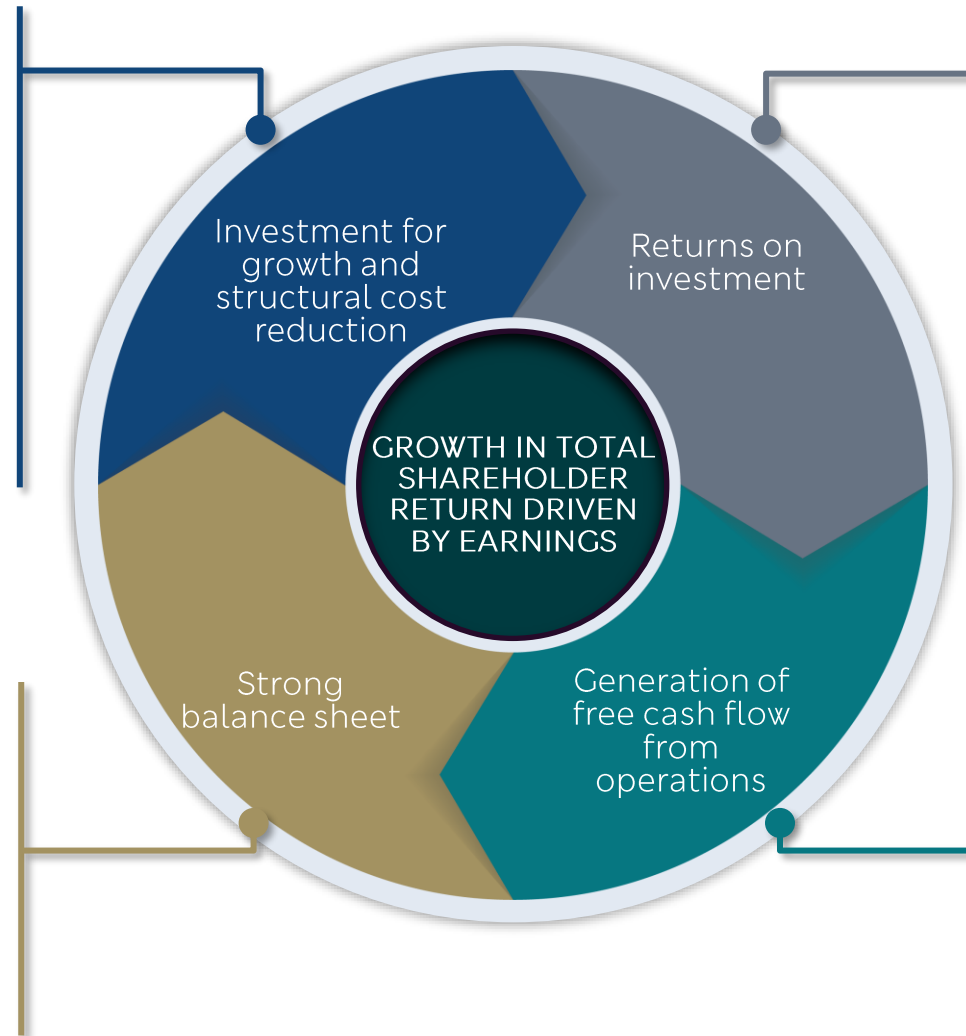 Investment for
growth and
structural cost
reduction
Returns on
investment
GROWTH IN TOTAL
SHAREHOLDER
RETURN DRIVEN
BY EARNINGS
Strong
balance sheet
Generation of
free cash flow
from
operations